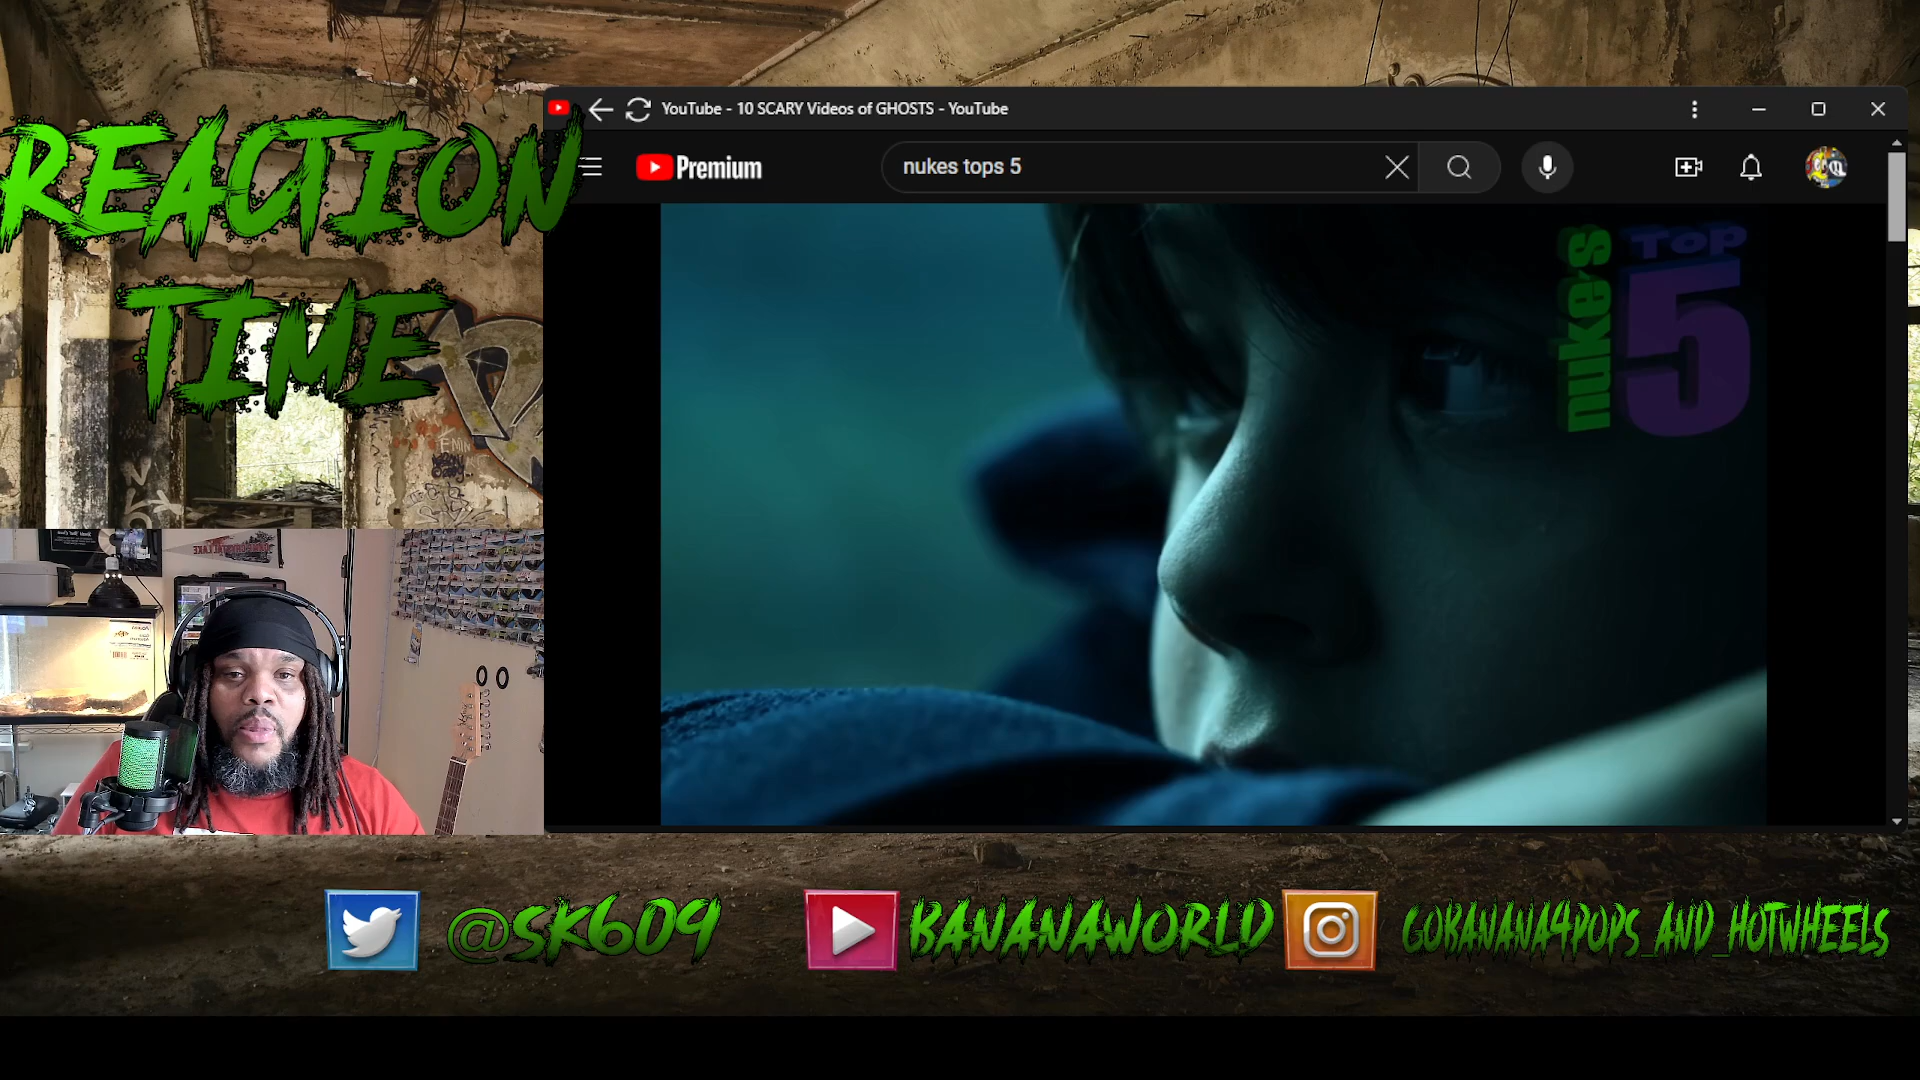 REACTION
TIME
YouTube - 10 SCARY Videos of GHOSTS - YouTube
Premium
nukes tops 5
nuke's
Top
5
@SK609
BANANAWORLD
GOBANANA4POPS_AND_HOTWHEELS